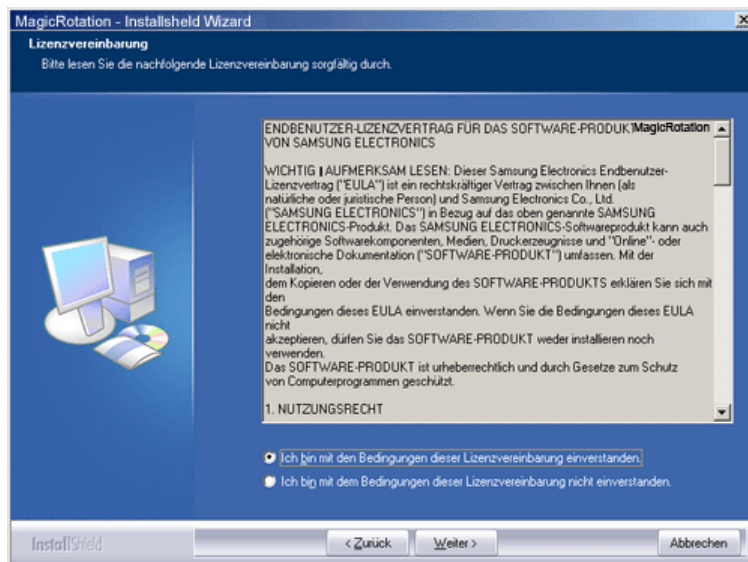 MagicRotation - Installsheld Wizard
Lizenzvereinbarung
Bitte lesen Sie die nachfolgende Lizenzvereinbarung sorgfältig durch.
ENDBENUTZER-LIZENZVERTRAG FÜR DAS SOFTWARE-PRODUKT MagicRotation
VON SAMSUNG ELECTRONICS
WICHTIG | AUFMERKSAM LESEN: Dieser Samsung Electronics Endbenutzer-
Lizenzvertrag ("EULA") ist ein rechtskräftiger Vertrag zwischen Ihnen (als
natürliche oder juristische Person) und Samsung Electronics Co., Ltd.
("SAMSUNG ELECTRONICS") in Bezug auf das oben genannte SAMSUNG
ELECTRONICS-Produkt. Das SAMSUNG ELECTRONICS-Softwareprodukt kann auch
zugehörige Softwarekomponenten, Medien, Druckerzeugnisse und "Online"- oder
elektronische Dokumentation ("SOFTWARE-PRODUKT") umfassen. Mit der
Installation,
dem Kopieren oder der Verwendung des SOFTWARE-PRODUKTS erklären Sie sich mit
den
Bedingungen dieses EULA einverstanden. Wenn Sie die Bedingungen dieses EULA
nicht
akzeptieren, dürfen Sie das SOFTWARE-PRODUKT weder installieren noch
verwenden.
Das SOFTWARE-PRODUKT ist urheberrechtlich und durch Gesetze zum Schutz
von Computerprogrammen geschützt.
1. NUTZUNGSRECHT
Ich bin mit den Bedingungen dieser Lizenzvereinbarung einverstanden.
Ich bin mit dem Bedingungen dieser Lizenzvereinbarung nicht einverstanden.
InstallShield
< Zurück
Weiter >
Abbrechen